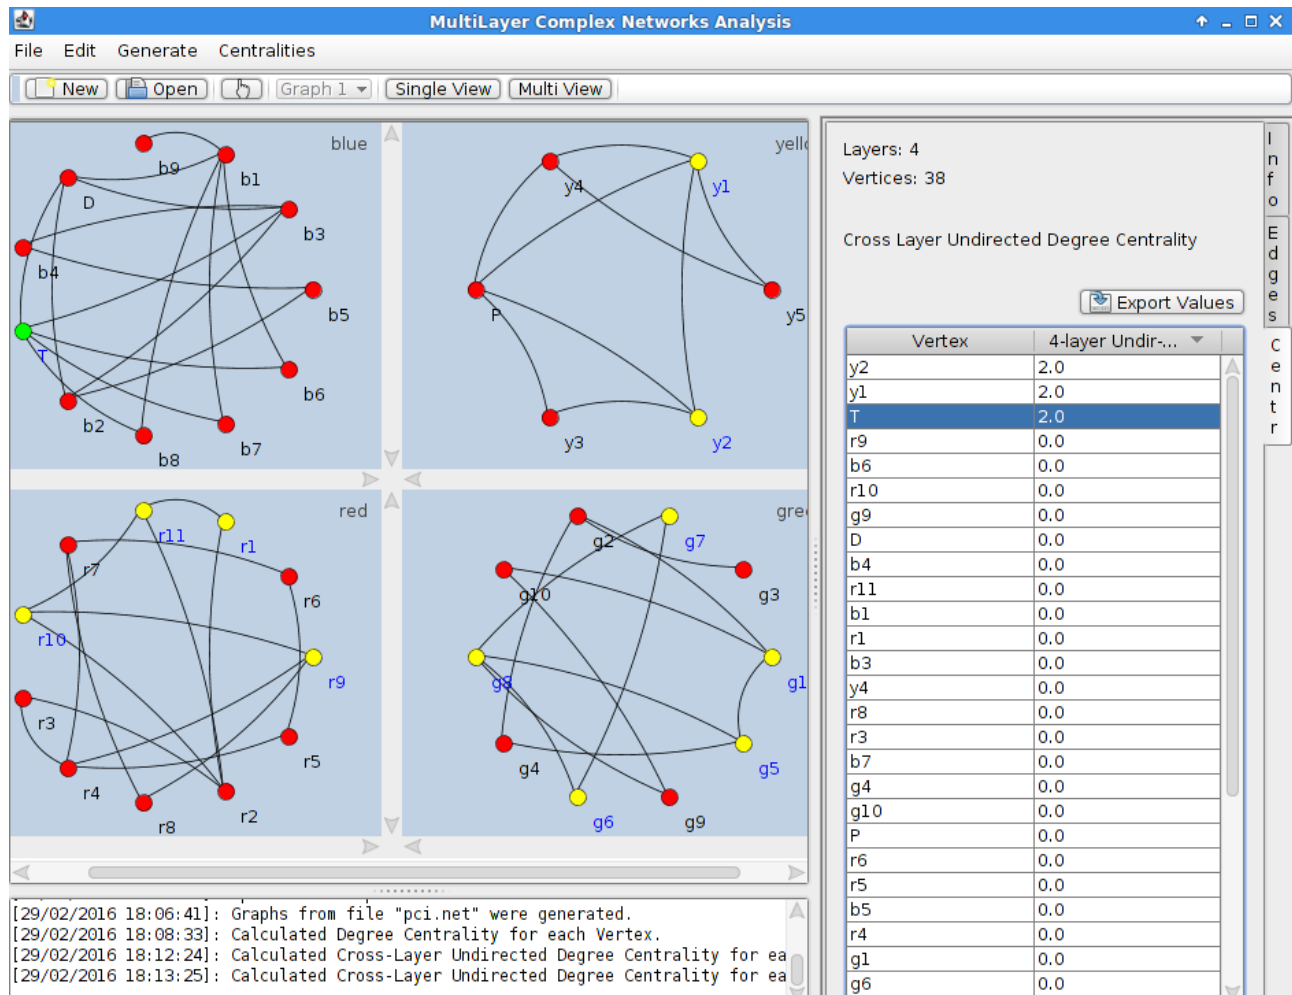 MultiLayer Complex Networks Analysis
File Edit Generate Centralities
New Open Graph 1 Single View Multi View
blue
b9
b1
D
b3
b4
b5
T
b6
b2
b7
b8
yello
y4
y1
P
y5
y3
y2
red
r11
r1
r7
r6
r10
r9
r3
r5
r4
r2
r8
gree
g2
g7
g10
g3
g8
g1
g4
g5
g6
g9
Layers: 4
Vertices: 38
Cross Layer Undirected Degree Centrality
Export Values
Vertex 4-layer Undir-...
y2 2.0
y1 2.0
T 2.0
r9 0.0
b6 0.0
r10 0.0
g9 0.0
D 0.0
b4 0.0
r11 0.0
b1 0.0
r1 0.0
b3 0.0
y4 0.0
r8 0.0
r3 0.0
b7 0.0
g4 0.0
g10 0.0
P 0.0
r6 0.0
r5 0.0
b5 0.0
r4 0.0
g1 0.0
g6 0.0
Info
Edges
Centr
[29/02/2016 18:06:41]: Graphs from file "pci.net" were generated.
[29/02/2016 18:08:33]: Calculated Degree Centrality for each Vertex.
[29/02/2016 18:12:24]: Calculated Cross-Layer Undirected Degree Centrality for ea
[29/02/2016 18:13:25]: Calculated Cross-Layer Undirected Degree Centrality for ea